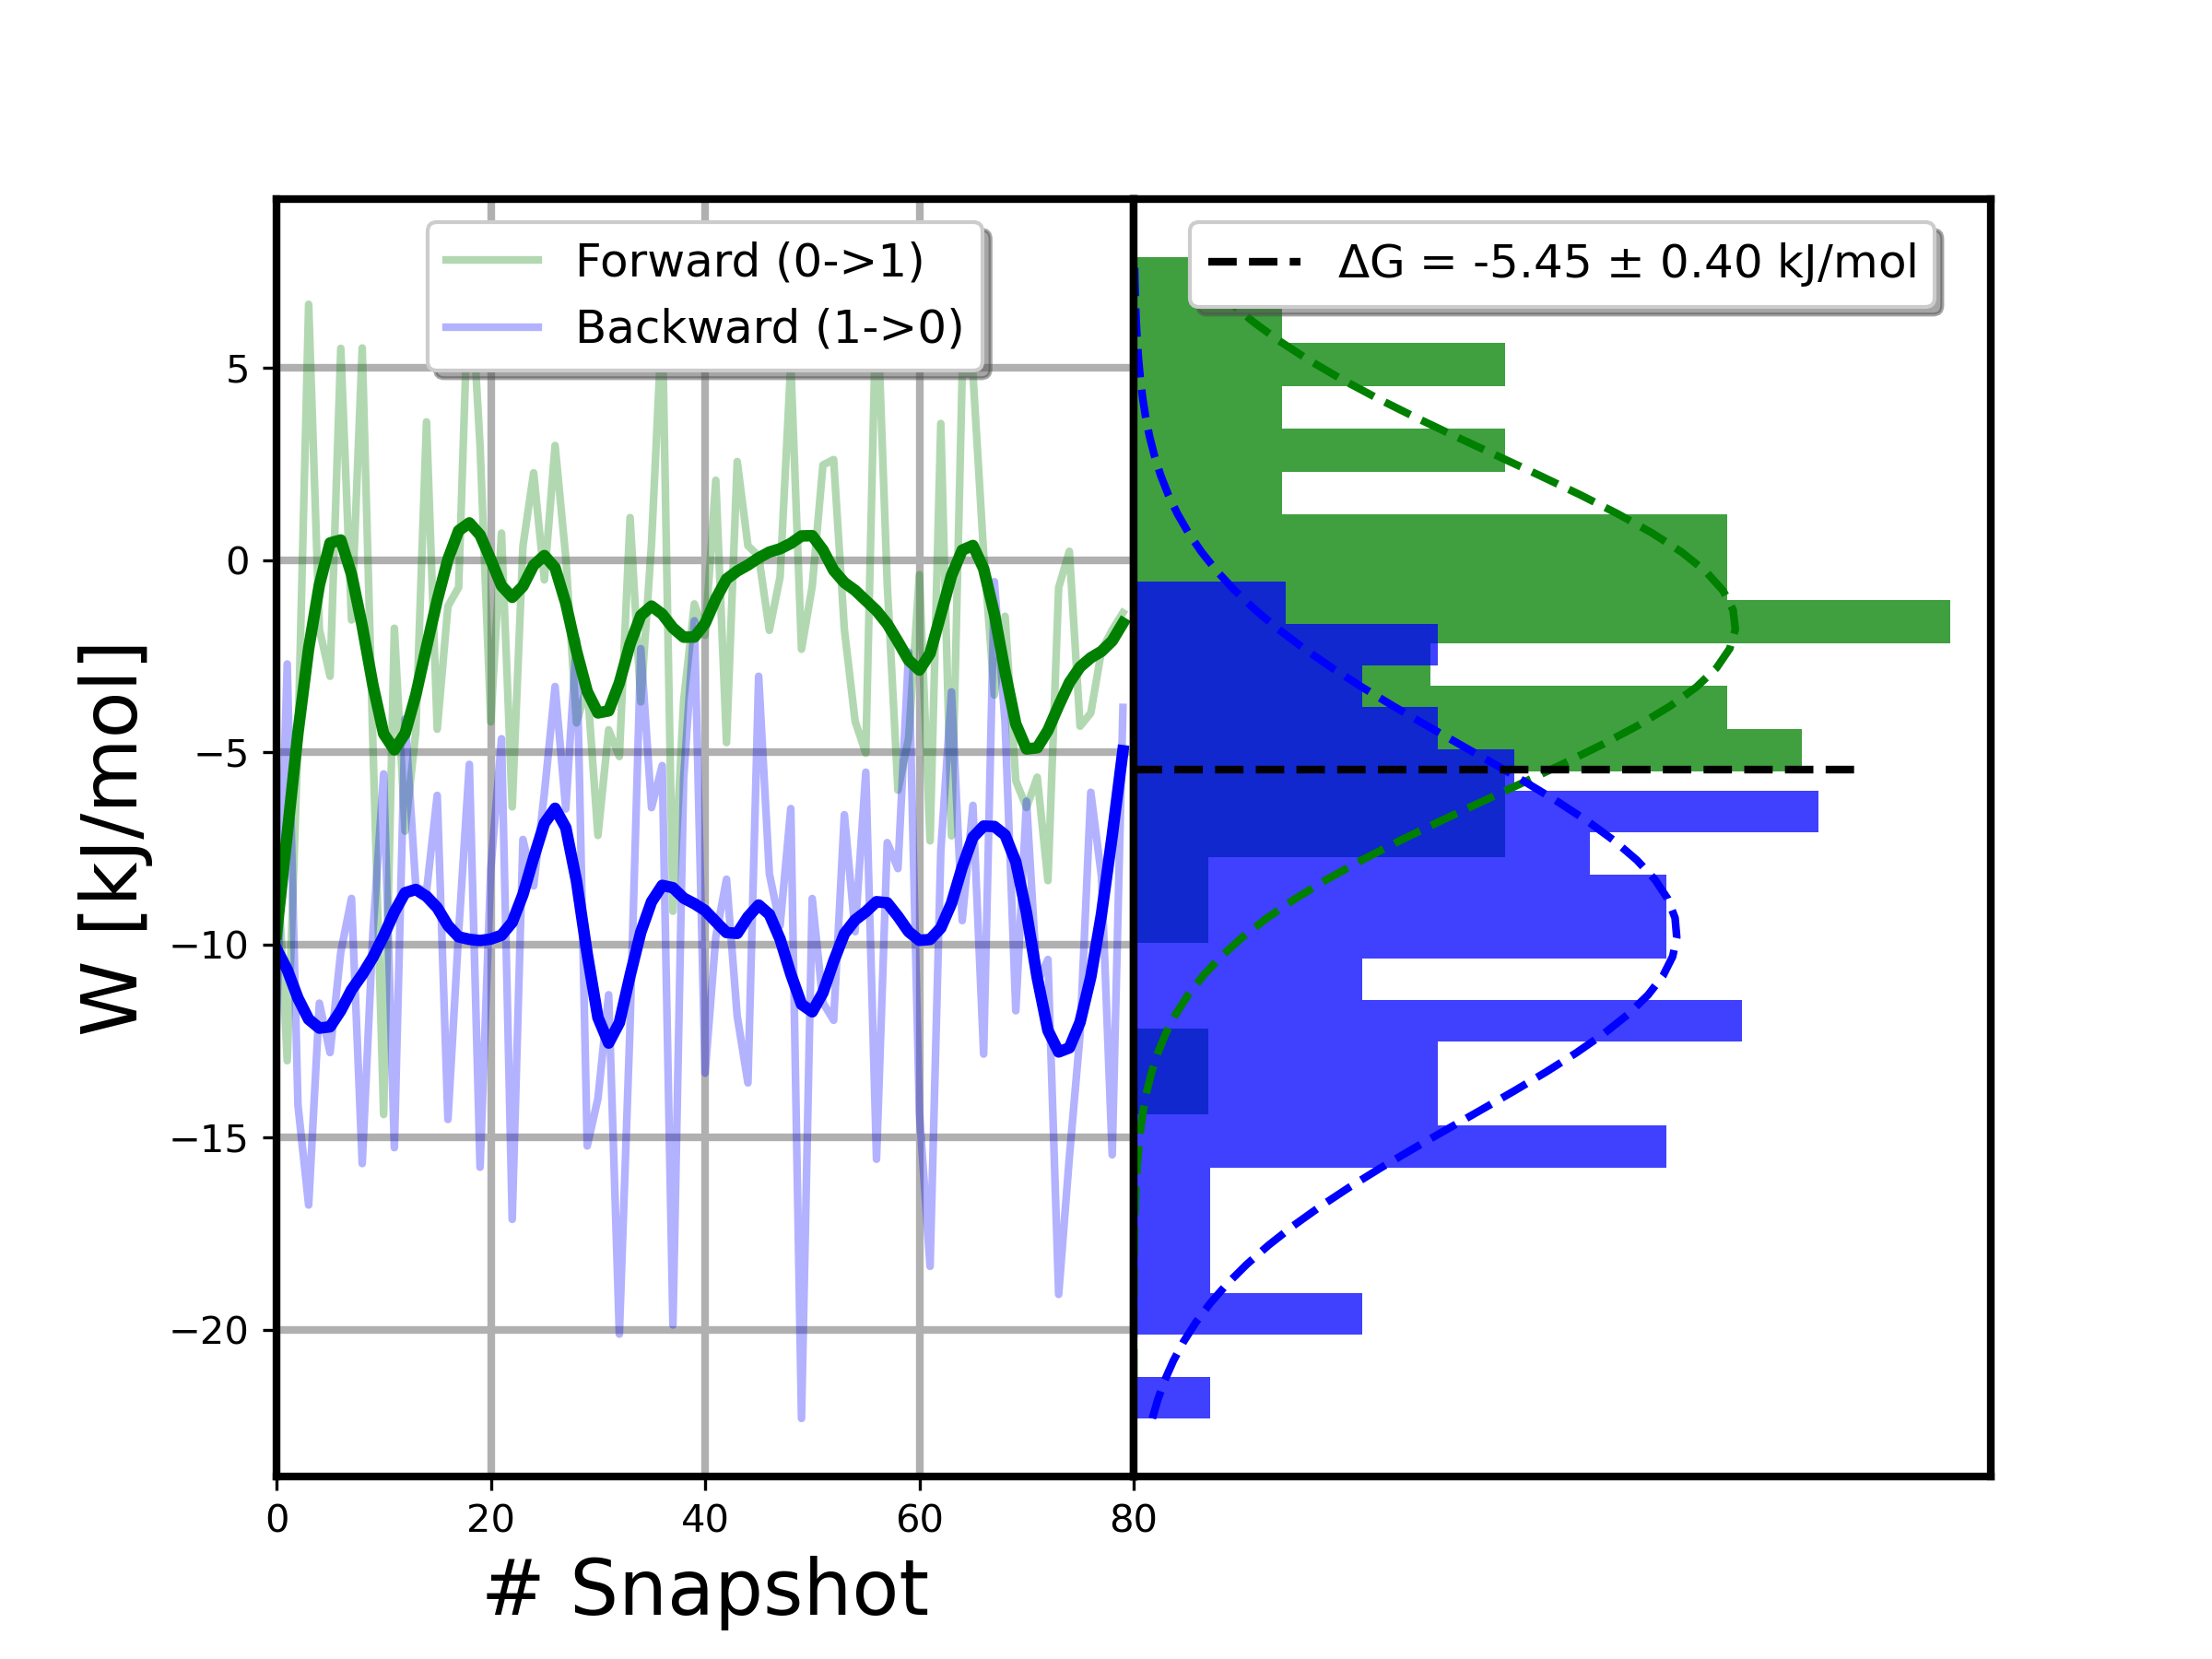 Forward (0->1)
Backward (1->0)
ΔG = -5.45 ± 0.40 kJ/mol
5
0
−5
−10
−15
−20
W [kJ/mol]
0 20 40 60 80
# Snapshot